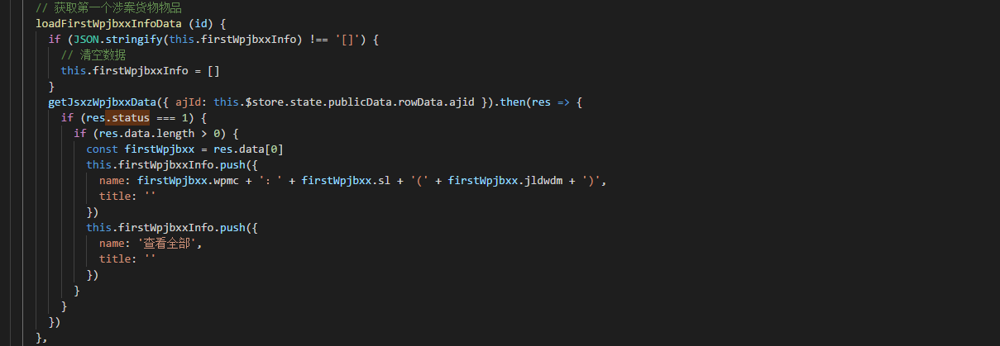 // 获取第一个涉案货物物品
loadFirstWpjbxxInfoData (id) {
if (JSON.stringify(this.firstWpjbxxInfo) !== '[]') {
// 清空数据
this.firstWpjbxxInfo = []
}
getJsxzWpjbxxData({ ajId: this.$store.state.publicData.rowData.ajid }).then(res => {
if (res.status === 1) {
if (res.data.length > 0) {
const firstWpjbxx = res.data[0]
this.firstWpjbxxInfo.push({
name: firstWpjbxx.wpmc + '：' + firstWpjbxx.sl + '(' + firstWpjbxx.jldwdm + ')',
title: ''
})
this.firstWpjbxxInfo.push({
name: '查看全部',
title: ''
})
}
}
})
},